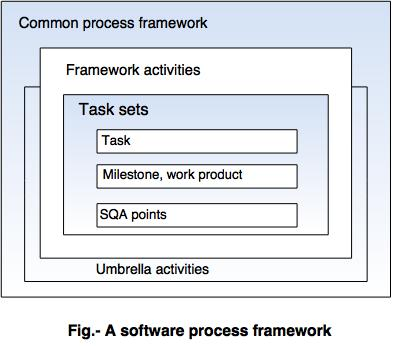 Common process framework
Framework activities
Task sets
Task
Milestone, work product
SQA points
Umbrella activities
Fig.- A software process framework